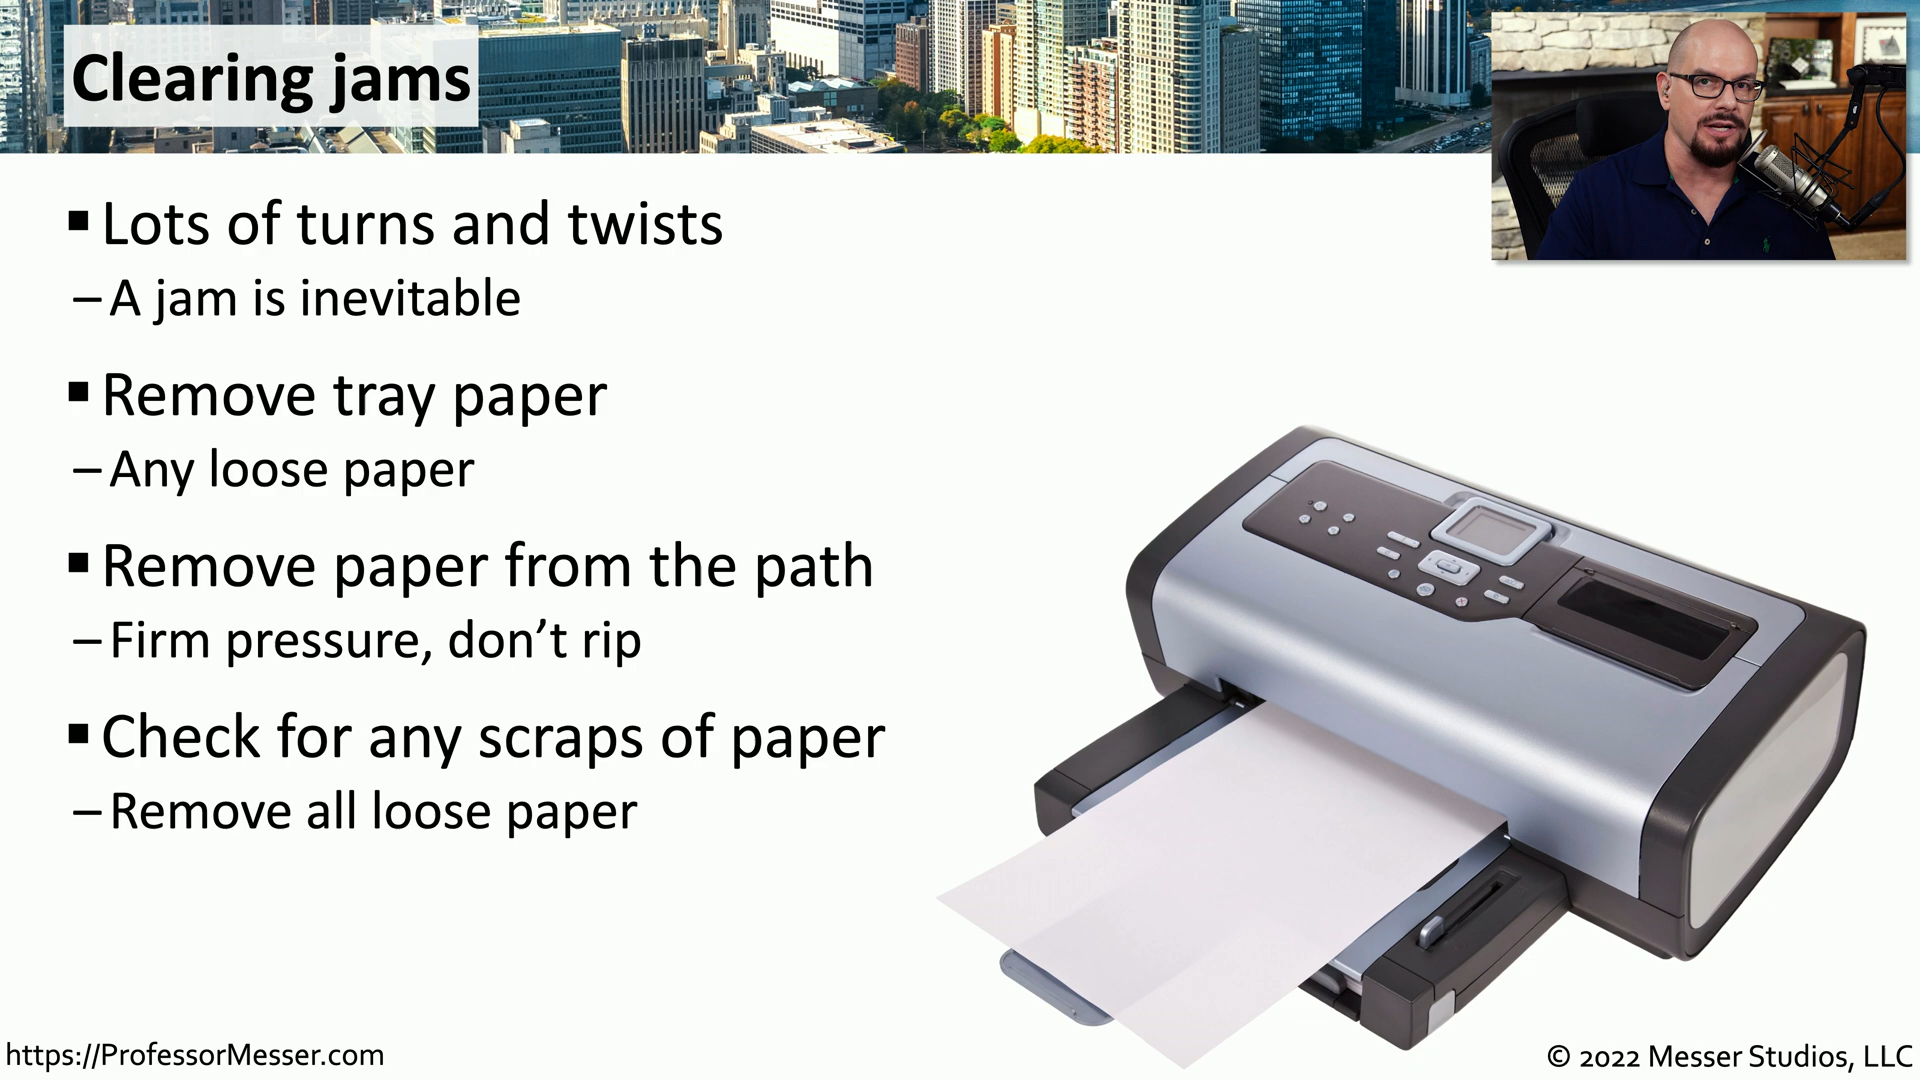 Clearing jams
▪ Lots of turns and twists
– A jam is inevitable
▪ Remove tray paper
– Any loose paper
▪ Remove paper from the path
– Firm pressure, don’t rip
▪ Check for any scraps of paper
– Remove all loose paper
https://ProfessorMesser.com
© 2022 Messer Studios, LLC